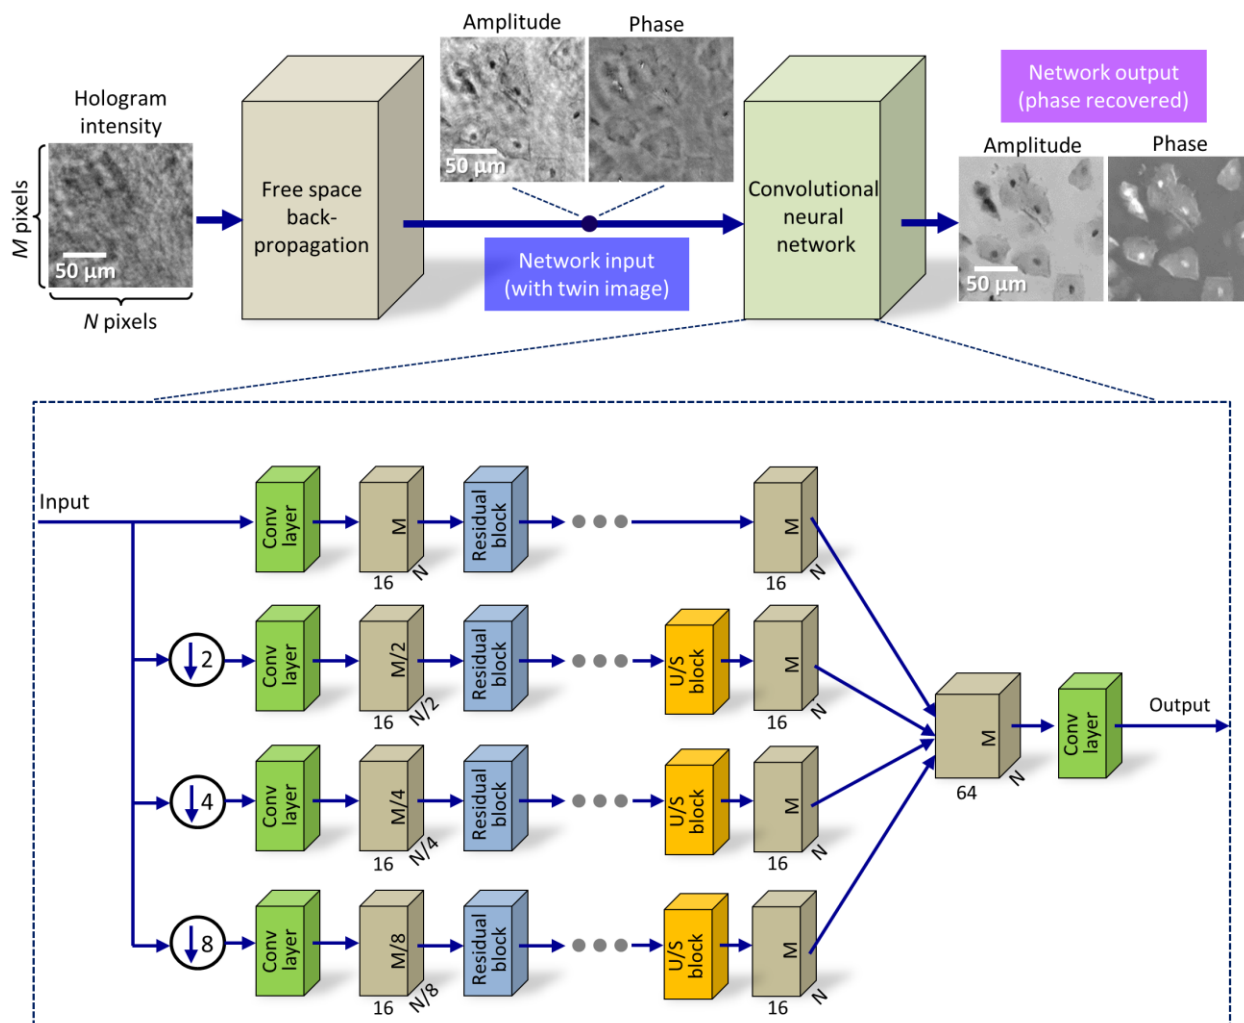 Hologram
intensity
M pixels
50 µm
N pixels
Free space
back-
propagation
Amplitude
Phase
50 µm
Network input
(with twin image)
Convolutional
neural
network
Network output
(phase recovered)
Amplitude
Phase
50 µm
Input
Conv
layer
M
16
N
Residual
block
M
16
N
2
Conv
layer
M/2
16
N/2
Residual
block
U/S
block
M
16
N
4
Conv
layer
M/4
16
N/4
Residual
block
U/S
block
M
16
N
8
Conv
layer
M/8
16
N/8
Residual
block
U/S
block
M
16
N
M
64
N
Conv
layer
Output